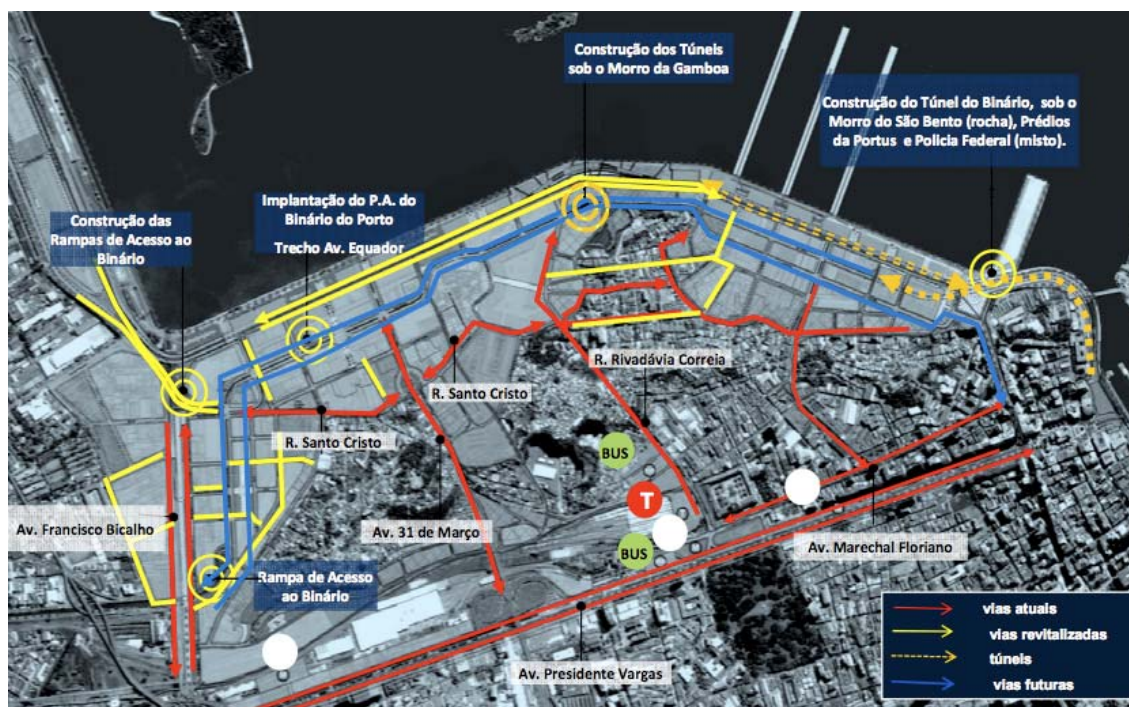 Construção dos Túneis
sob o Morro da Gamboa
Construção do Túnel do Binário, sob o
Morro do São Bento (rocha), Prédios
da Portus e Policia Federal (misto).
Implantação do P.A. do
Binário do Porto
Trecho Av. Equador
Construção das
Rampas de Acesso ao
Binário
R. Rivadávia Correia
R. Santo Cristo
R. Santo Cristo
BUS
T
BUS
Av. Francisco Bicalho
Av. 31 de Março
Av. Marechal Floriano
Rampa de Acesso
ao Binário
Av. Presidente Vargas
vias atuais
vias revitalizadas
túneis
vias futuras